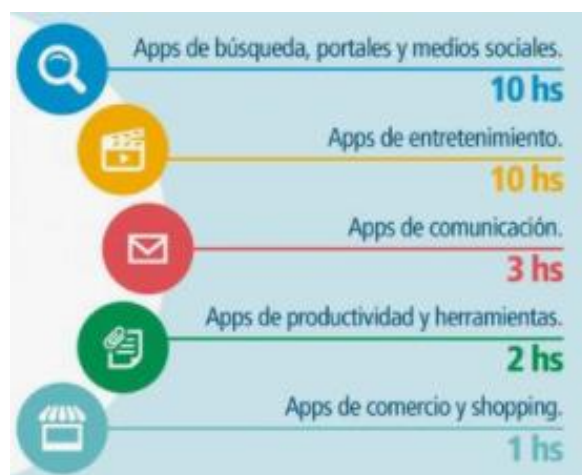 Apps de búsqueda, portales y medios sociales.
10 hs
Apps de entretenimiento.
10 hs
Apps de comunicación.
3 hs
Apps de productividad y herramientas.
2 hs
Apps de comercio y shopping.
1 hs